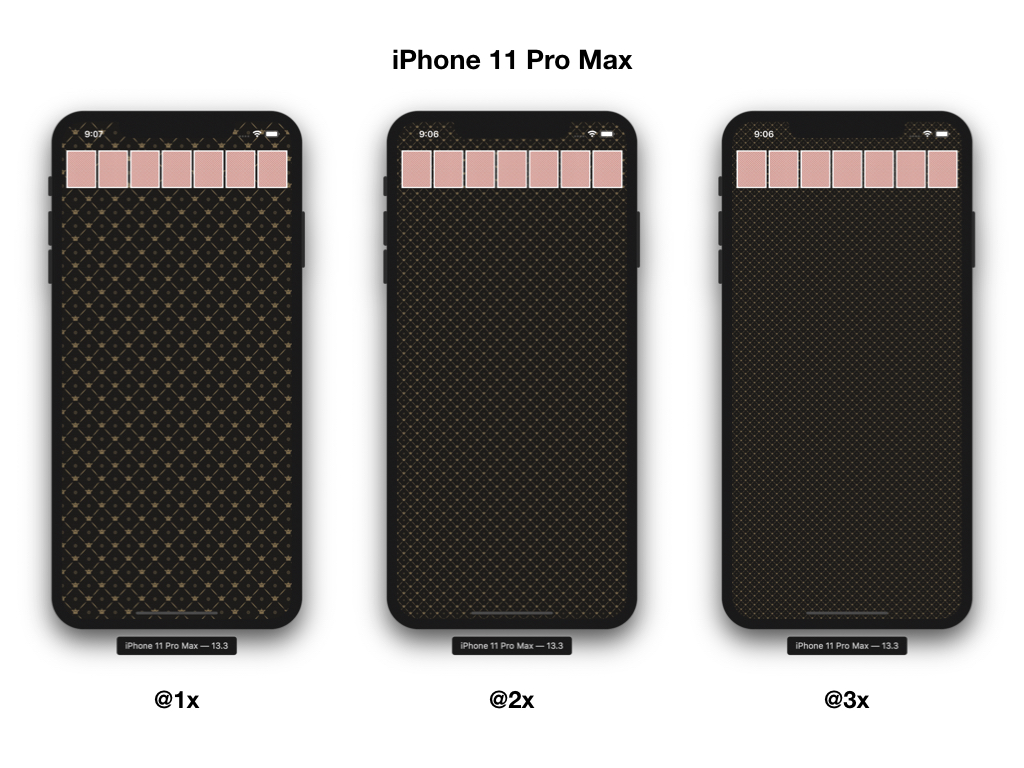 iPhone 11 Pro Max
9:07
9:06
9:06
iPhone 11 Pro Max — 13.3
iPhone 11 Pro Max — 13.3
iPhone 11 Pro Max — 13.3
@1x
@2x
@3x